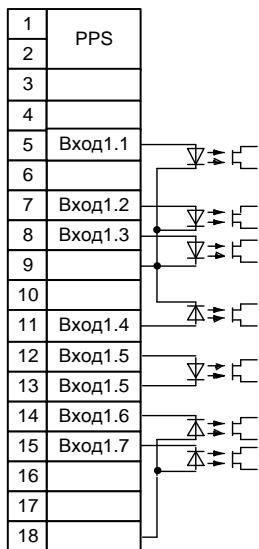 1 PPS
2
3
4
5 Вход1.1
6
7 Вход1.2
8 Вход1.3
9
10
11 Вход1.4
12 Вход1.5
13 Вход1.5
14 Вход1.6
15 Вход1.7
16
17
18